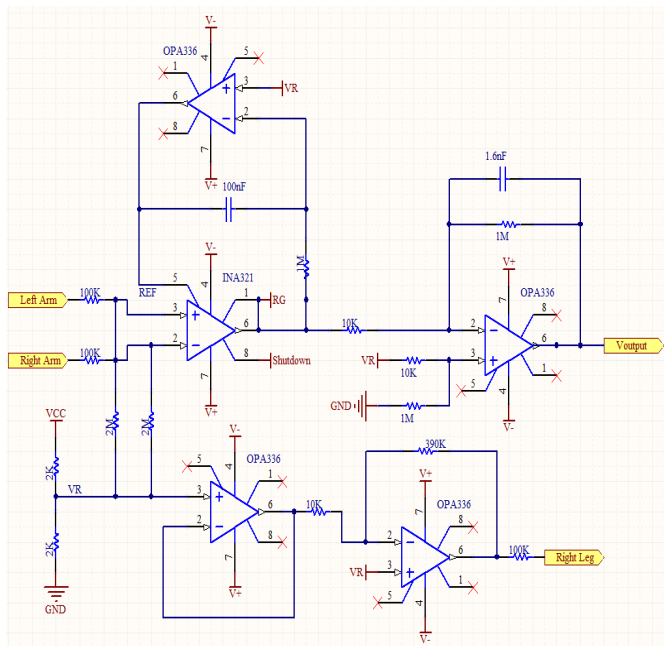 V-
OPA336
4
5
1
3
VR
6
2
8
7
V+
100nF
1.6nF
1M
V-
INA321
1M
V+
REF
5
4
1
RG
OPA336
Left Arm
100K
3
7
8
6
10K
2
6
Voutput
Right Arm
100K
2
8
Shutdown
VR
3
10K
1
7
5
4
V+
GND
1M
V-
VCC
2M
2M
V-
390K
OPA336
5
4
1
V+
2K
VR
3
6
10K
7
OPA336
8
2
8
2
6
100K
Right Leg
2K
7
VR
3
1
V+
5
4
GND
V-